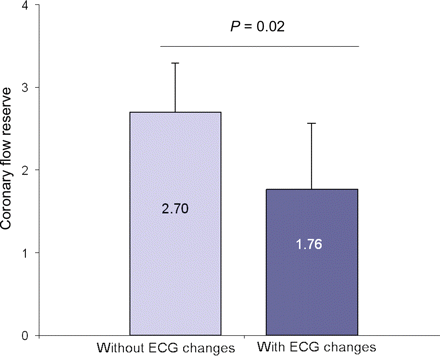 P = 0.02
Coronary flow reserve
4
3
2
1
0
2.70
1.76
Without ECG changes
With ECG changes